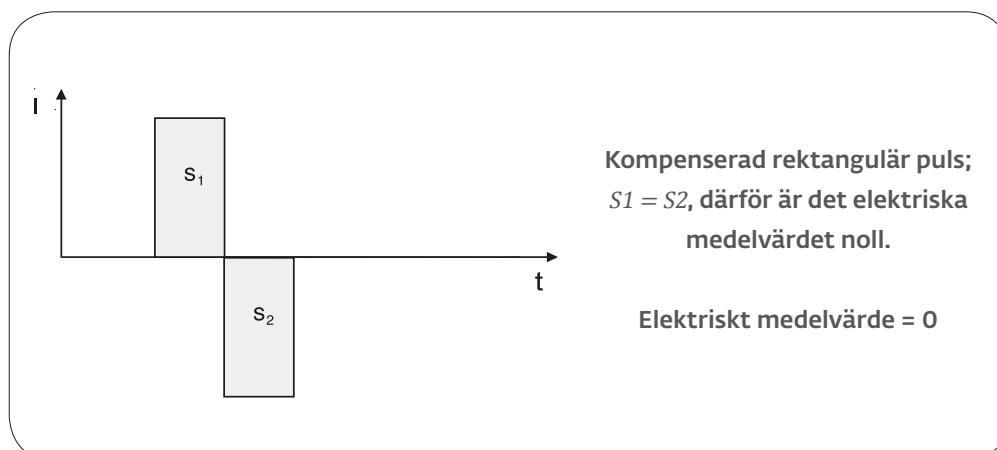 i
S₁
Kompenserad rektangulär puls;
S1 = S2, därför är det elektriska
medelvärdet noll.
t
S₂
Elektriskt medelvärde = 0